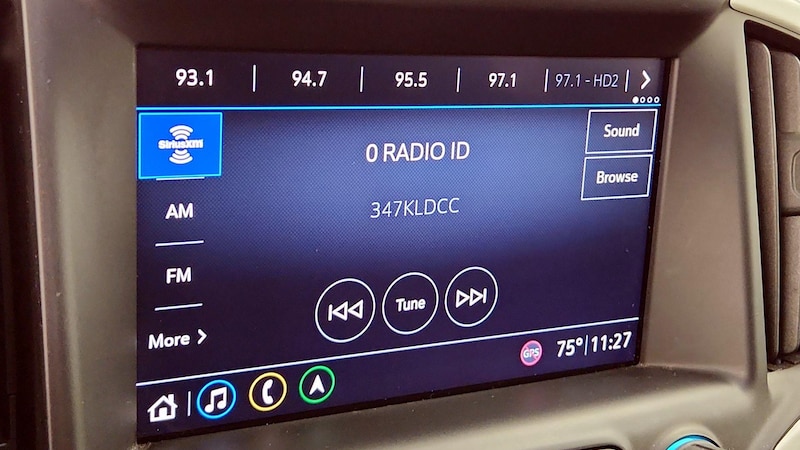 93.1 | 94.7 | 95.5 | 97.1 | 97.1 - HD2 |
SiriusXM
0 RADIO ID
Sound
347KLDCC
Browse
AM
FM
Tune
More
GPS
75° | 11:27